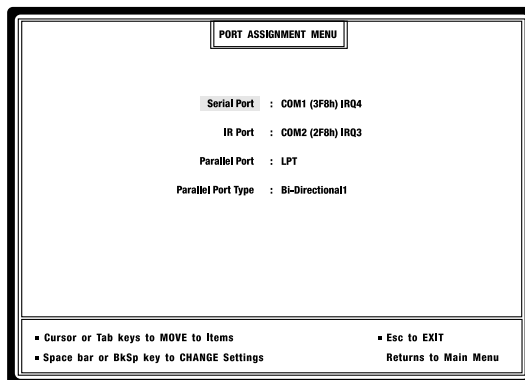 PORT ASSIGNMENT MENU
Serial Port : COM1 (3F8h) IRQ4
IR Port : COM2 (2F8h) IRQ3
Parallel Port : LPT
Parallel Port Type : Bi-Directional1
▪ Cursor or Tab keys to MOVE to Items
▪ Esc to EXIT
▪ Space bar or BkSp key to CHANGE Settings
Returns to Main Menu